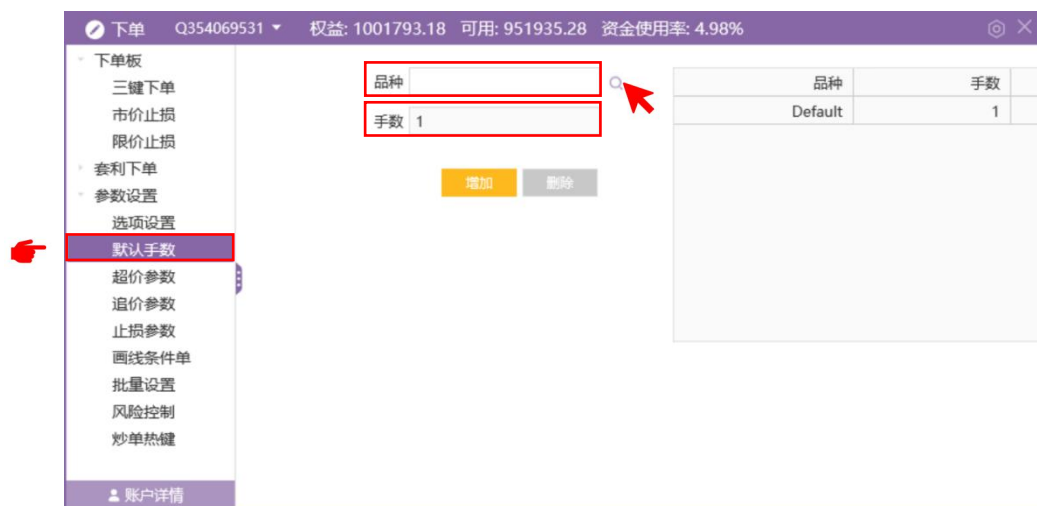 下单 Q354069531 权益: 1001793.18 可用: 951935.28 资金使用率: 4.98%
下单板
三键下单
市价止损
限价止损
套利下单
参数设置
选项设置
默认手数
超价参数
追价参数
止损参数
画线条件单
批量设置
风险控制
炒单热键
账户详情
品种
手数 1
增加 删除
品种 手数
Default 1